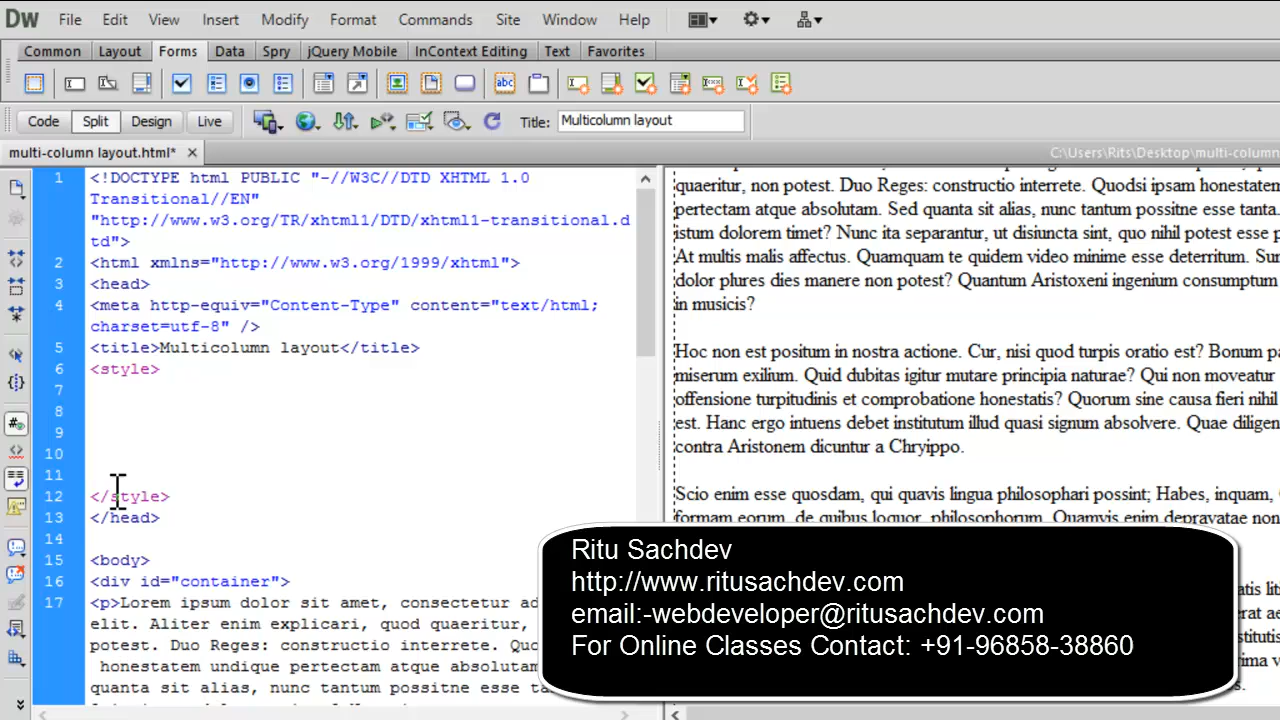 Dw File Edit View Insert Modify Format Commands Site Window Help
Common Layout Forms Data Spry jQuery Mobile InContext Editing Text Favorites
Code Split Design Live Title: Multicolumn layout
multi-column layout.html* × C:\Users\Rits\Desktop\multi-column
1 <!DOCTYPE html PUBLIC "-//W3C//DTD XHTML 1.0
Transitional//EN"
"http://www.w3.org/TR/xhtml1/DTD/xhtml1-transitional.d
td">
2 <html xmlns="http://www.w3.org/1999/xhtml">
3 <head>
4 <meta http-equiv="Content-Type" content="text/html;
charset=utf-8" />
5 <title>Multicolumn layout</title>
6 <style>
7
8
9
10
11
12 </style>
13 </head>
14
15 <body>
16 <div id="container">
17 <p>Lorem ipsum dolor sit amet, consectetur
elit. Aliter enim explicari, quod quaeritur,
potest. Duo Reges: constructio interrete.
honestatem undique pertectam atque
quanta sit alias, nunc tantum possitne esse
quaeritur, non potest. Duo Reges: constructio interrete. Quodsi ipsam
pertectam atque absolutam. Sed quanta sit alias, nunc tantum possitne esse tanta.
istum dolorem timet? Nunc ita separantur, ut disiuncta sint, quo nihil potest esse
At multis malis affectus. Quamquam te quidem video minime esse deterritum.
dolor plures dies manere non potest? Quantum Aristoxeni ingenium consumptum
in musicis?
Hoc non est positum in nostra actione. Cur, nisi quod turpis oratio est? Bonum
miserum exilium. Quid dubitas igitur mutare principia naturae? Qui non moveatur
offensione turpitudinis et comprobatione honestatis? Quorum sine causa fieri nihil
est. Hanc ergo intuens debet institutum illud quasi signum absolvere. Quae
contra Aristonem dicuntur a Chryippo.
Scio enim esse quosdam, qui quavis lingua philosophari possint; Habes, inquam,
formam eorum, de quibus loquor, philosophorum. Quamvis enim depravatae
Ritu Sachdev
http://www.ritusachdev.com
email:-webdeveloper@ritusachdev.com
For Online Classes Contact: +91-96858-38860